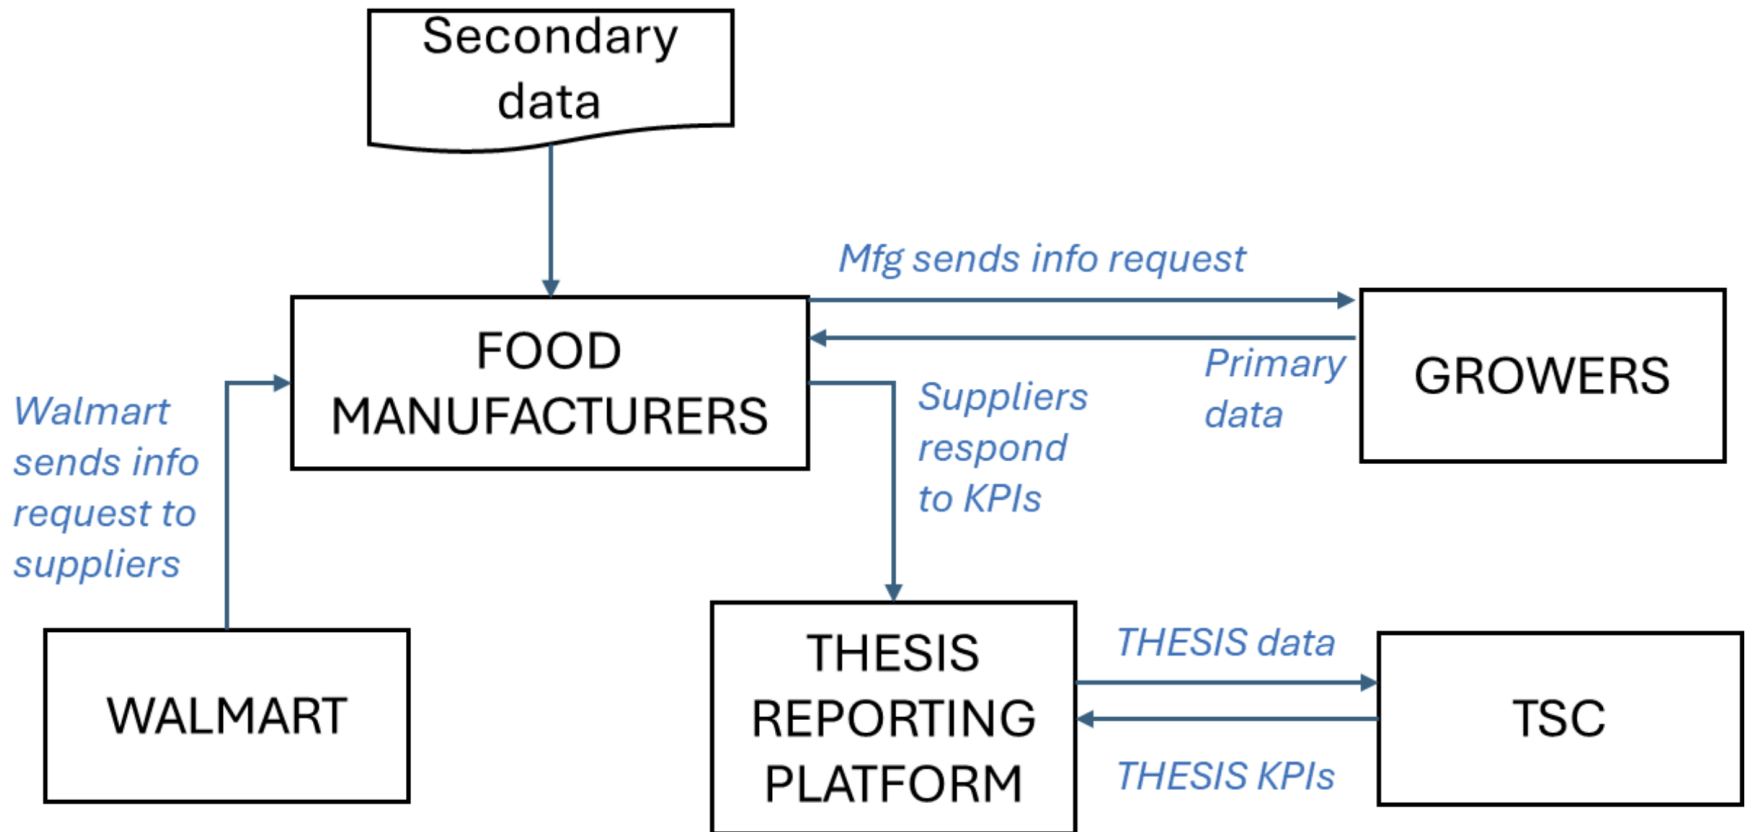 Secondary
data
Mfg sends info request
FOOD
MANUFACTURERS
Primary
data
GROWERS
Walmart
sends info
request to
suppliers
Suppliers
respond
to KPIs
WALMART
THESIS
REPORTING
PLATFORM
THESIS data
THESIS KPIs
TSC